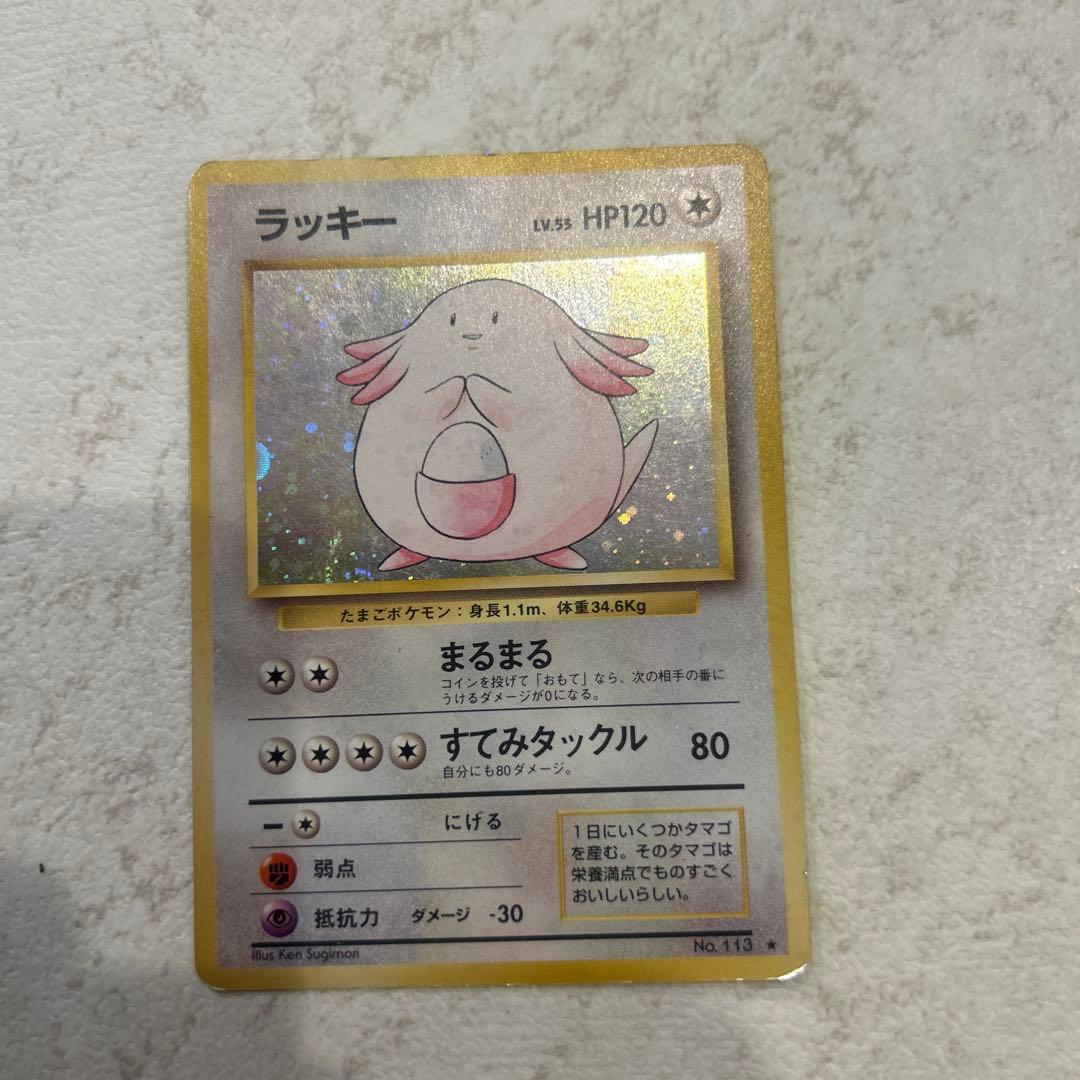 ラッキー LV.55 HP120
たまごポケモン：身長1.1m、体重34.6Kg
まるまる
コインを投げて「おもて」なら、次の相手の番に
うけるダメージが0になる。
すてみタックル 80
自分にも80ダメージ。
にげる
弱点
抵抗力 ダメージ -30
1日にいくつかタマゴ
を産む。そのタマゴは
栄養満点でものすごく
おいしいらしい。
Illus Ken Sugimori
No. 113 ★